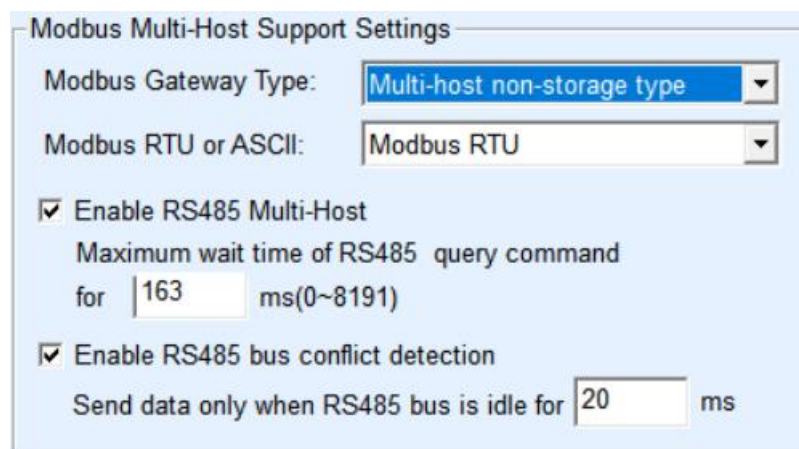 Modbus Multi-Host Support Settings
Modbus Gateway Type: Multi-host non-storage type
Modbus RTU or ASCII: Modbus RTU
Enable RS485 Multi-Host
Maximum wait time of RS485 query command
for 163 ms(0~8191)
Enable RS485 bus conflict detection
Send data only when RS485 bus is idle for 20 ms